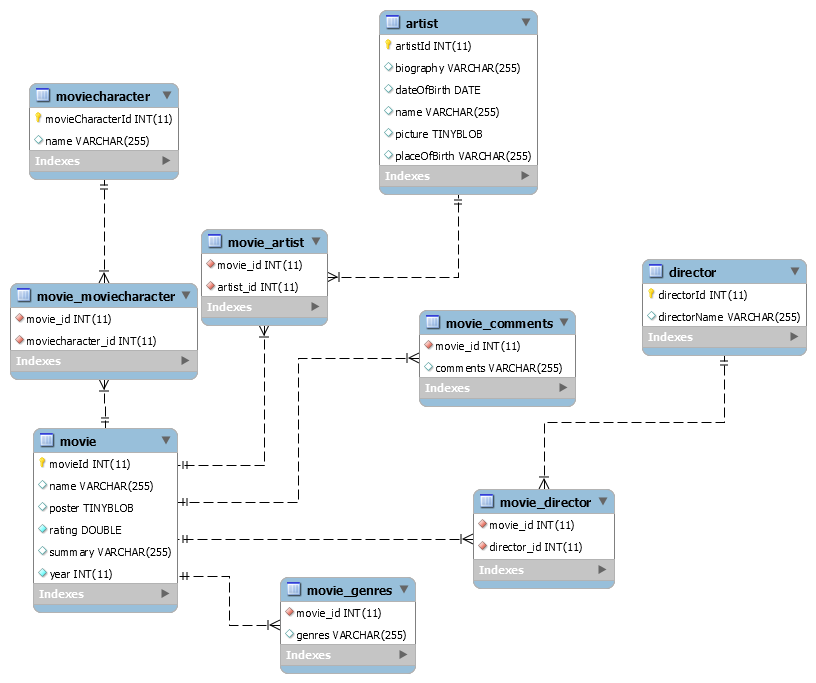 artist
artistId INT(11)
biography VARCHAR(255)
dateOfBirth DATE
name VARCHAR(255)
picture TINYBLOB
placeOfBirth VARCHAR(255)
Indexes
moviecharacter
movieCharacterId INT(11)
name VARCHAR(255)
Indexes
movie_artist
movie_id INT(11)
artist_id INT(11)
Indexes
director
directorId INT(11)
directorName VARCHAR(255)
Indexes
movie_moviecharacter
movie_id INT(11)
moviecharacter_id INT(11)
Indexes
movie_comments
movie_id INT(11)
comments VARCHAR(255)
Indexes
movie
movieId INT(11)
name VARCHAR(255)
poster TINYBLOB
rating DOUBLE
summary VARCHAR(255)
year INT(11)
Indexes
movie_director
movie_id INT(11)
director_id INT(11)
Indexes
movie_genres
movie_id INT(11)
genres VARCHAR(255)
Indexes